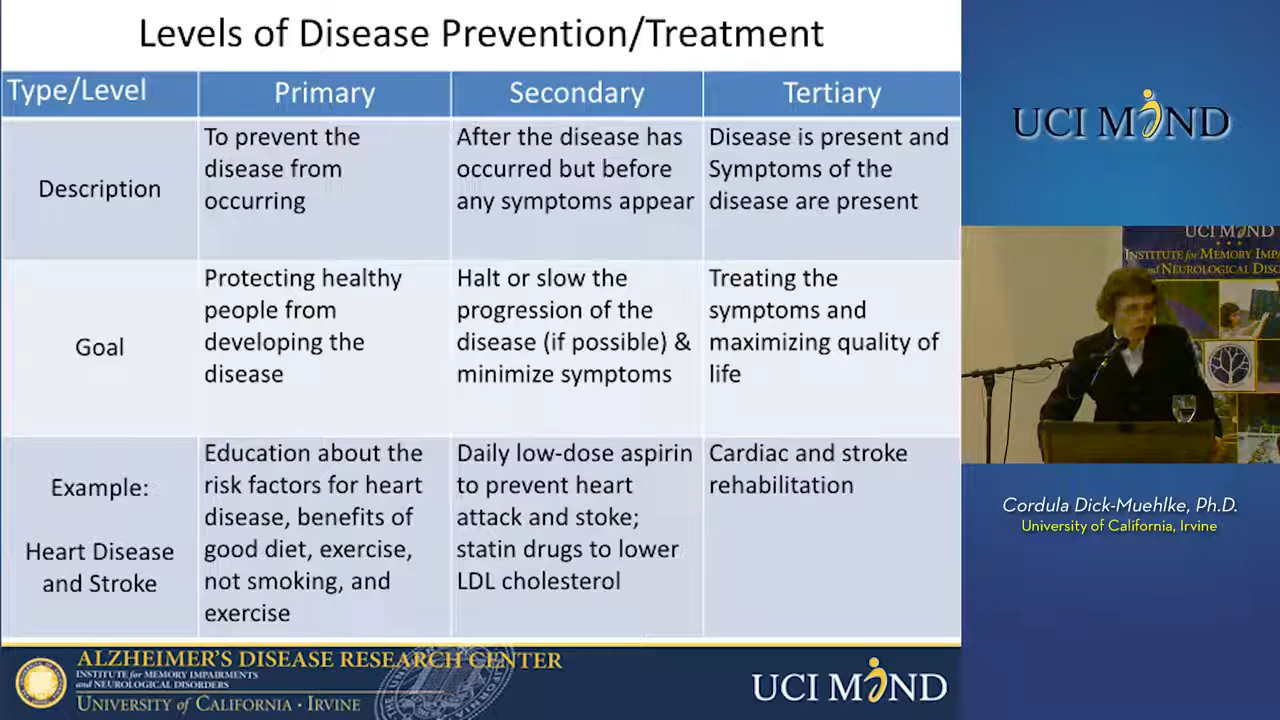 Levels of Disease Prevention/Treatment
Type/Level
Primary
Secondary
Tertiary
Description
To prevent the
disease from
occurring
After the disease has
occurred but before
any symptoms appear
Disease is present and
Symptoms of the
disease are present
Goal
Protecting healthy
people from
developing the
disease
Halt or slow the
progression of the
disease (if possible) &
minimize symptoms
Treating the
symptoms and
maximizing quality of
life
Example:
Heart Disease
and Stroke
Education about the
risk factors for heart
disease, benefits of
good diet, exercise,
not smoking, and
exercise
Daily low-dose aspirin
to prevent heart
attack and stoke;
statin drugs to lower
LDL cholesterol
Cardiac and stroke
rehabilitation
ALZHEIMER'S DISEASE RESEARCH CENTER
INSTITUTE for MEMORY IMPAIRMENTS
and NEUROLOGICAL DISORDERS
UNIVERSITY OF CALIFORNIA • IRVINE
UCI MIND
UCI MIND
UCI MIND
INSTITUTE for MEMORY IMPA
and NEUROLOGICAL DISO
Cordula Dick-Muehlke, Ph.D.
University of California, Irvine